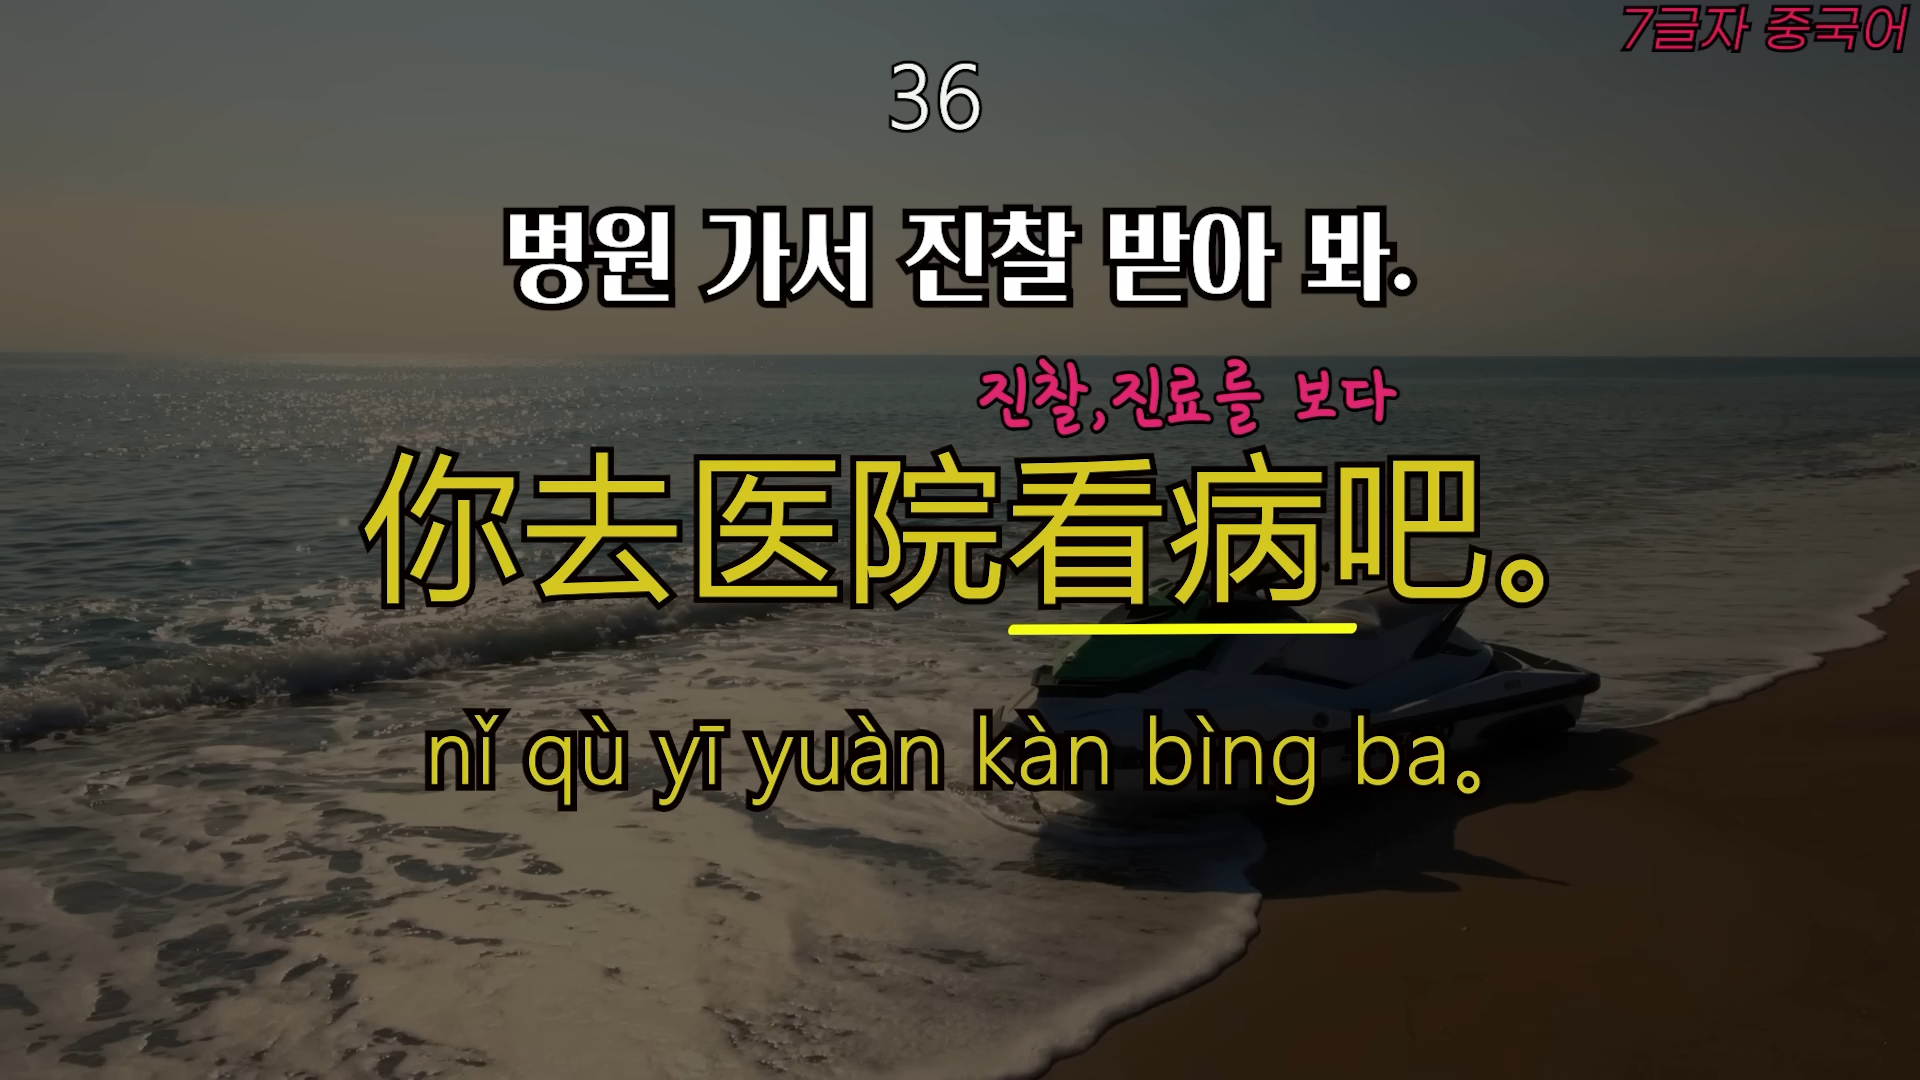 7글자 중국어
36
병원 가서 진찰 받아 봐.
진찰,진료를 보다
你去医院看病吧。
nǐ qù yī yuàn kàn bìng ba。